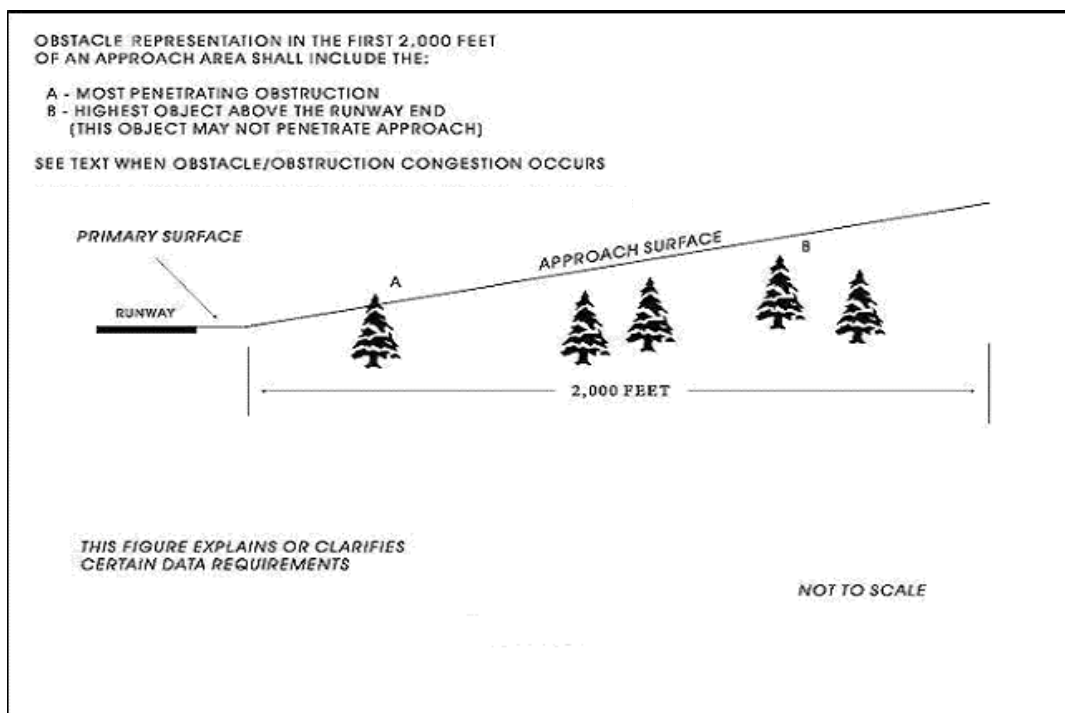 OBSTACLE REPRESENTATION IN THE FIRST 2,000 FEET
OF AN APPROACH AREA SHALL INCLUDE THE:
A - MOST PENETRATING OBSTRUCTION
B - HIGHEST OBJECT ABOVE THE RUNWAY END
(THIS OBJECT MAY NOT PENETRATE APPROACH)
SEE TEXT WHEN OBSTACLE/OBSTRUCTION CONGESTION OCCURS
PRIMARY SURFACE
APPROACH SURFACE
B
A
RUNWAY
2,000 FEET
THIS FIGURE EXPLAINS OR CLARIFIES
CERTAIN DATA REQUIREMENTS
NOT TO SCALE